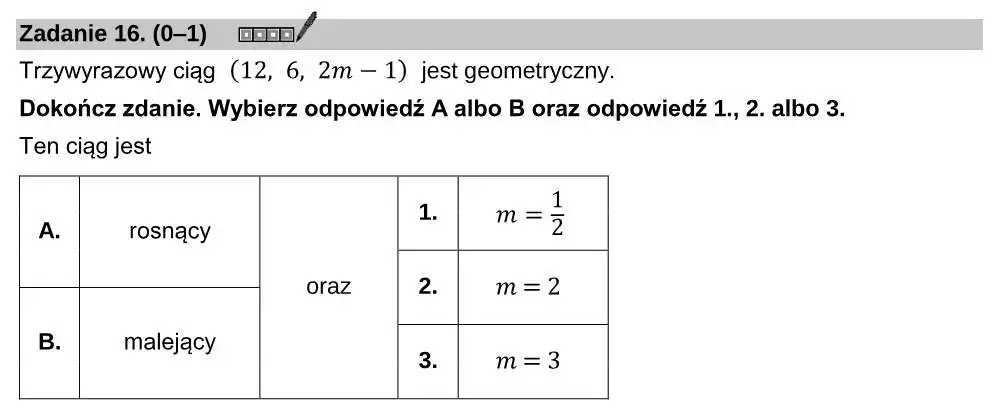 Zadanie 16. (0–1)
Trzywyrazowy ciąg (12, 6, 2m − 1) jest geometryczny.
Dokończ zdanie. Wybierz odpowiedź A albo B oraz odpowiedź 1., 2. albo 3.
Ten ciąg jest
A. rosnący
B. malejący
oraz
1. m = 1/2
2. m = 2
3. m = 3